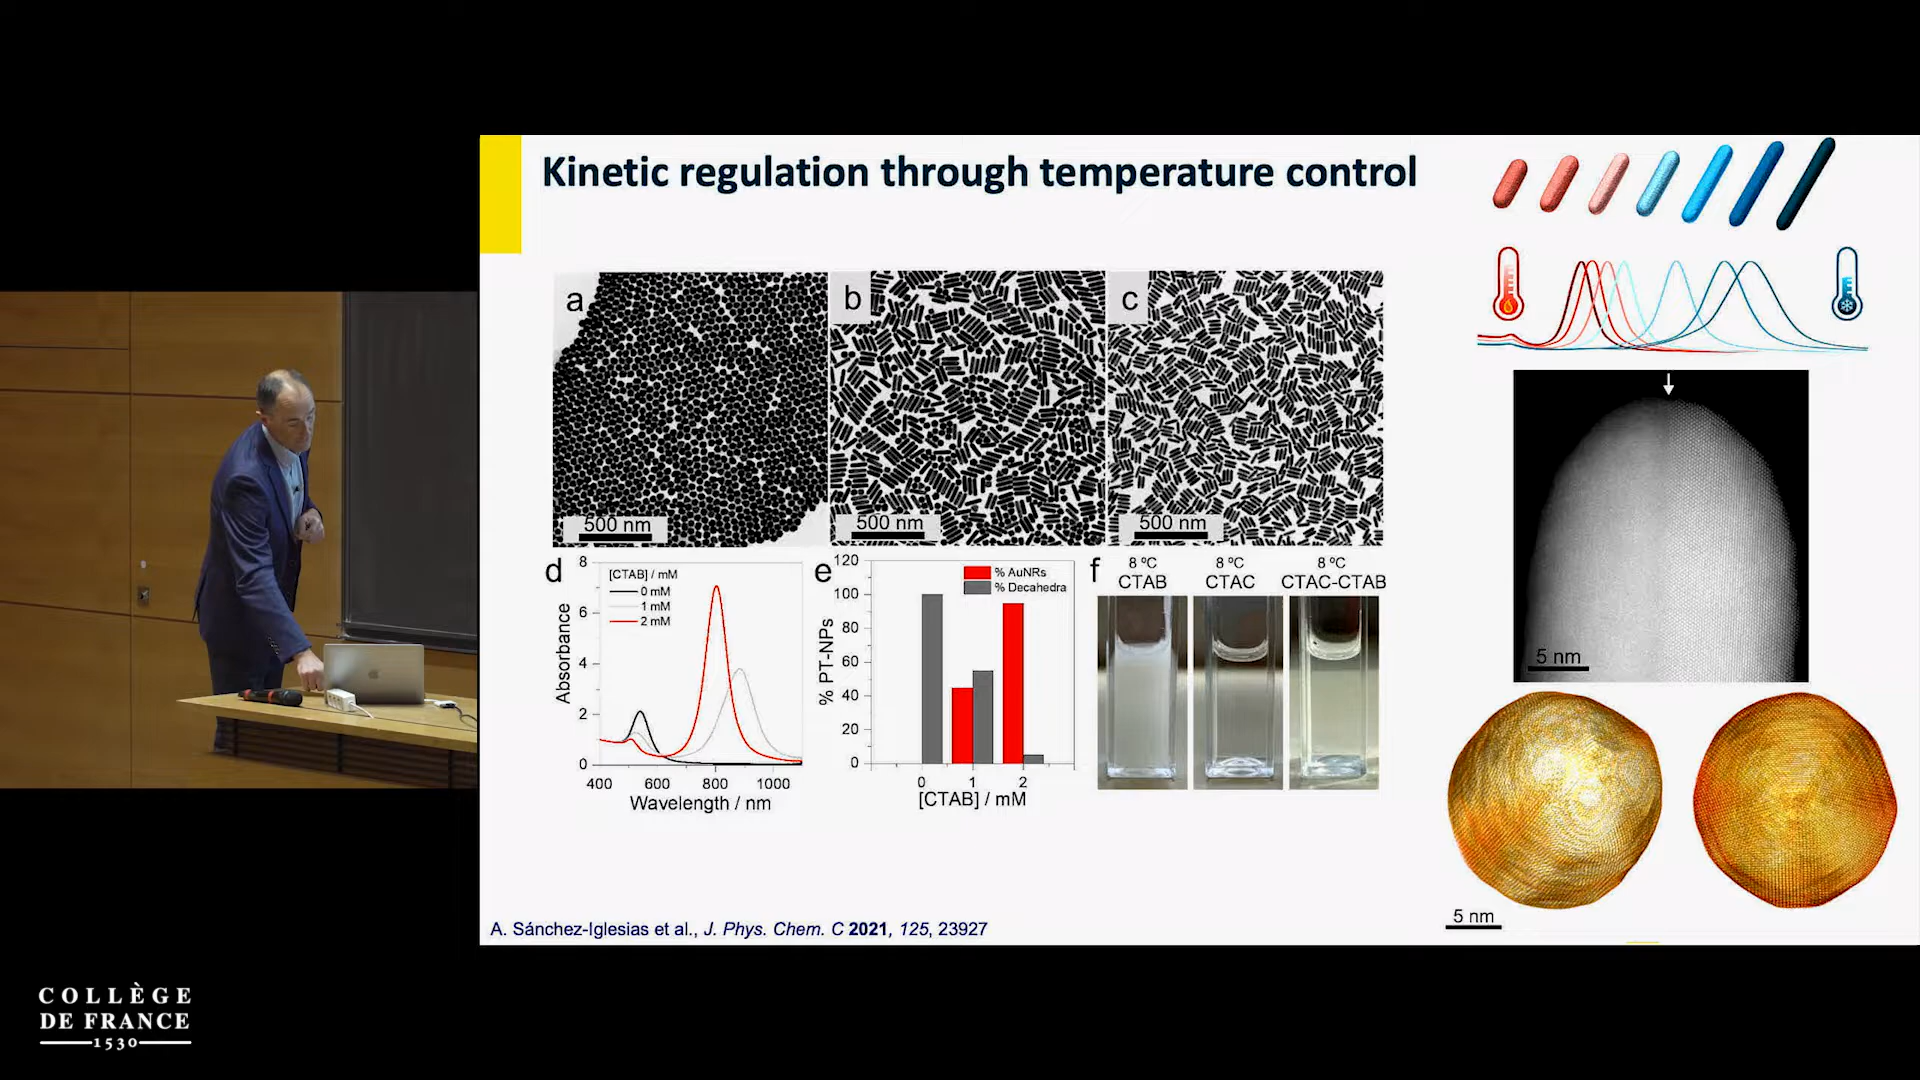 Kinetic regulation through temperature control
a
b
c
500 nm
500 nm
500 nm
d
8
6
4
2
0
Absorbance
[CTAB] / mM
0 mM
1 mM
2 mM
400
600
800
1000
Wavelength / nm
e
120
100
80
60
40
20
0
% PT-NPs
% AuNRs
% Decahedra
0
1
2
[CTAB] / mM
f
8 ºC
CTAB
8 ºC
CTAC
8 ºC
CTAC-CTAB
5 nm
5 nm
A. Sánchez-Iglesias et al., J. Phys. Chem. C 2021, 125, 23927
COLLÈGE
DE FRANCE
1530